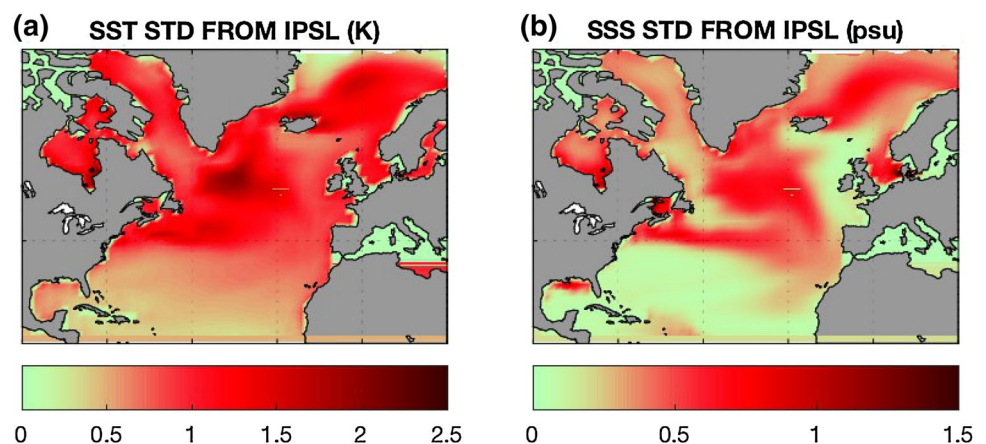 (a) SST STD FROM IPSL (K)
0 0.5 1 1.5 2 2.5
(b) SSS STD FROM IPSL (psu)
0 0.5 1 1.5